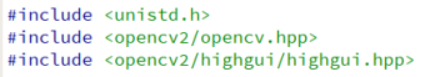 #include <unistd.h>
#include <opencv2/opencv.hpp>
#include <opencv2/highgui/highgui.hpp>